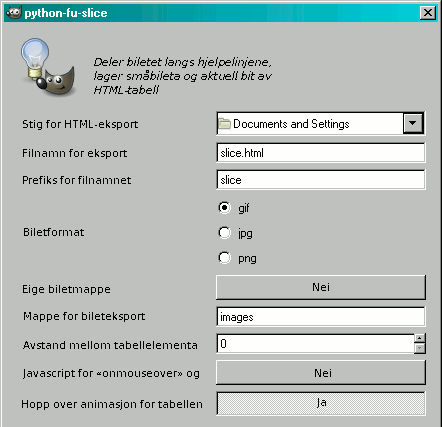 python-fu-slice
Deler biletet langs hjelpelinjene,
lager småbileta og aktuell bit av
HTML-tabell
Stig for HTML-eksport
Documents and Settings
Filnamn for eksport
slice.html
Prefiks for filnamnet
slice
gif
Biletformat
jpg
png
Eige biletmappe
Nei
Mappe for bileteksport
images
Avstand mellom tabellelementa
0
Javascript for «onmouseover» og
Nei
Hopp over animasjon for tabellen
Ja